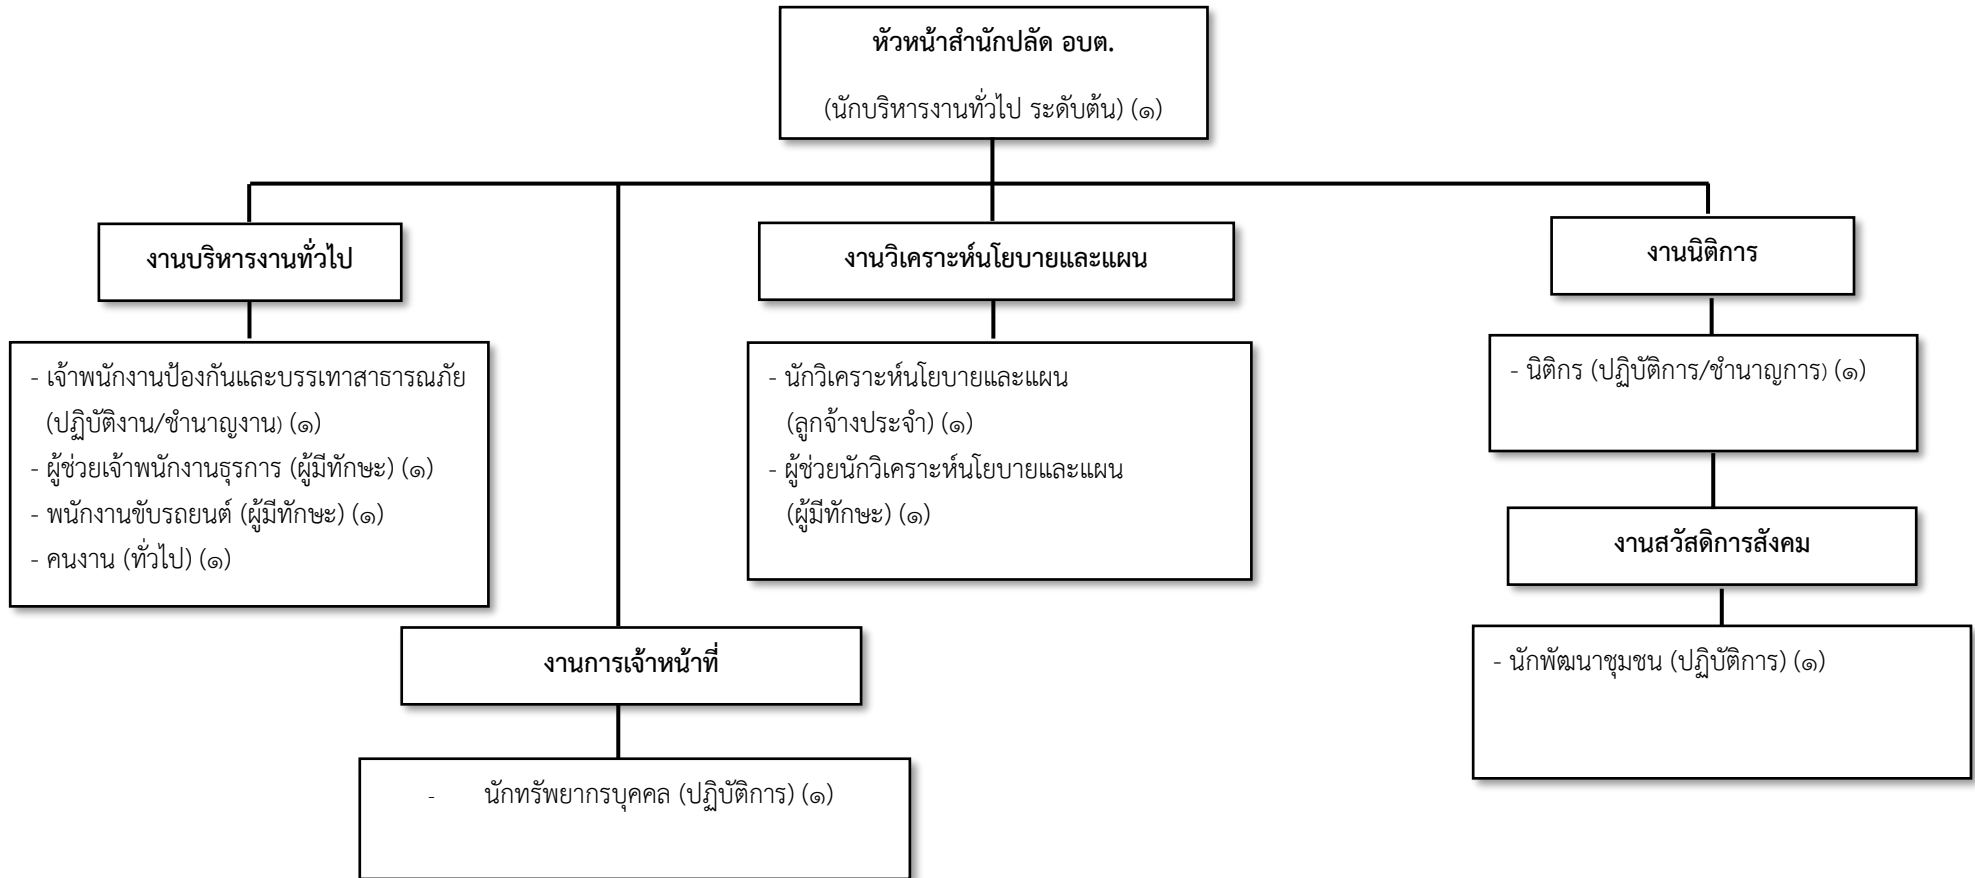 หัวหน้าสำนักปลัด อบต.
(นักบริหารงานทั่วไป ระดับต้น) (๑)
งานบริหารงานทั่วไป
- เจ้าพนักงานป้องกันและบรรเทาสาธารณภัย
(ปฏิบัติงาน/ชำนาญงาน) (๑)
- ผู้ช่วยเจ้าพนักงานธุรการ (ผู้มีทักษะ) (๑)
- พนักงานขับรถยนต์ (ผู้มีทักษะ) (๑)
- คนงาน (ทั่วไป) (๑)
งานการเจ้าหน้าที่
- นักทรัพยากรบุคคล (ปฏิบัติการ) (๑)
งานวิเคราะห์นโยบายและแผน
- นักวิเคราะห์นโยบายและแผน
(ลูกจ้างประจำ) (๑)
- ผู้ช่วยนักวิเคราะห์นโยบายและแผน
(ผู้มีทักษะ) (๑)
งานนิติการ
- นิติกร (ปฏิบัติการ/ชำนาญการ) (๑)
งานสวัสดิการสังคม
- นักพัฒนาชุมชน (ปฏิบัติการ) (๑)